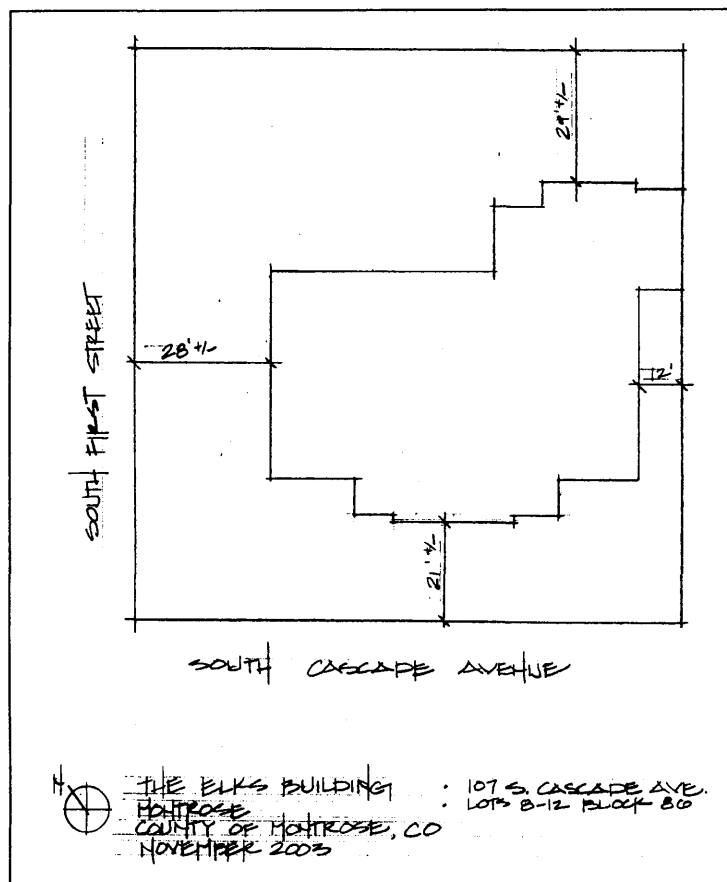 29'+/-
SOUTH FIRST STREET
28'+/-
12'
21'+/-
SOUTH CASCADE AVENUE
N
THE ELKS BUILDING · 107 S. CASCADE AVE.
MONTROSE · LOTS 8-12 BLOCK 86
COUNTY OF MONTROSE, CO
NOVEMBER 2003